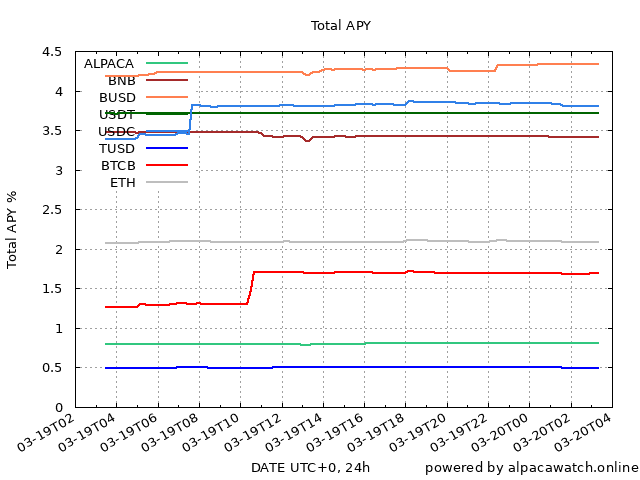 Total APY
Total APY %
4.5
4
3.5
3
2.5
2
1.5
1
0.5
0
ALPACA
BNB
BUSD
USDT
USDC
TUSD
BTCB
ETH
03-19T02
03-19T04
03-19T06
03-19T08
03-19T10
03-19T12
03-19T14
03-19T16
03-19T18
03-19T20
03-19T22
03-20T00
03-20T02
03-20T04
DATE UTC+0, 24h
powered by alpacawatch.online